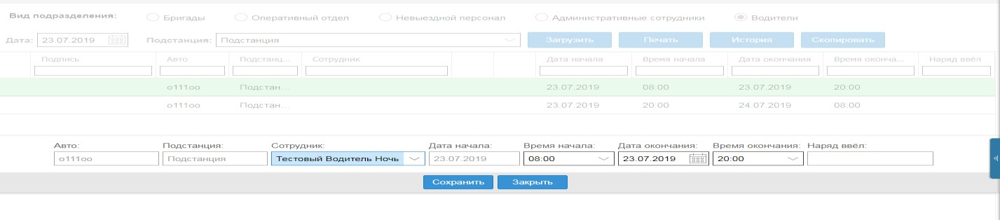 Вид подразделения: Бригады Оперативный отдел Невыездной персонал Административные сотрудники Водители
Дата: 23.07.2019 Подстанция: Подстанция Загрузить Печать История Скопировать
Подпись Авто Подстанц... Сотрудник Дата начала Время начала Дата окончания Время оконча... Наряд ввёл
о111оо Подстан... 23.07.2019 08:00 23.07.2019 20:00
о111оо Подстан... 23.07.2019 20:00 24.07.2019 08:00
Авто: Подстанция: Сотрудник: Дата начала: Время начала: Дата окончания: Время окончания: Наряд ввёл:
о111оо Подстанция Тестовый Водитель Ночь 23.07.2019 08:00 23.07.2019 20:00
Сохранить Закрыть